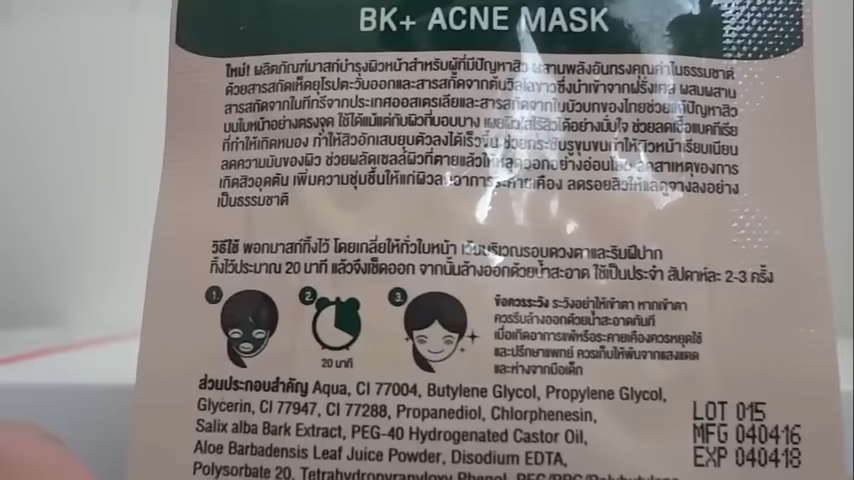 BK+ ACNE MASK
ใหม่! ผลิตภัณฑ์มาสก์บำรุงผิวหน้าสำหรับผู้ที่มีปัญหาสิว ผสานพลังอันทรงคุณค่าในธรรมชาติ
ด้วยสารสกัดเห็ดยุโรปตะวันออกและสารสกัดจากต้นวิลโลขาวซึ่งนำเข้าจากฝรั่งเศส ผสมผสาน
สารสกัดจากใบทีทรีจากประเทศออสเตรเลียและสารสกัดจากใบบัวบกของไทยช่วยแก้ปัญหาสิว
บนใบหน้าอย่างตรงจุด ใช้ได้แม้แต่กับผิวที่บอบบาง เผยผิวใสไร้สิวได้อย่างมั่นใจ ช่วยลดเชื้อแบคทีเรีย
ที่ทำให้เกิดหนอง ทำให้สิวอักเสบยุบตัวลงได้เร็วขึ้น ช่วยกระชับรูขุมขนทำให้ผิวหน้าเรียบเนียน
ลดความมันของผิว ช่วยผลัดเซลล์ผิวที่ตายแล้วให้หลุดออกอย่างอ่อนโยน ลดสาเหตุของการ
เกิดสิวอุดตัน เพิ่มความชุ่มชื้นให้แก่ผิวลดอาการระคายเคือง ลดรอยสิวให้แลดูจางลงอย่าง
เป็นธรรมชาติ
วิธีใช้ พอกมาสก์ทิ้งไว้ โดยเกลี่ยให้ทั่วใบหน้า เว้นบริเวณรอบดวงตาและริมฝีปาก
ทิ้งไว้ประมาณ 20 นาที แล้วจึงเช็ดออก จากนั้นล้างออกด้วยน้ำสะอาด ใช้เป็นประจำ สัปดาห์ละ 2-3 ครั้ง
1. 2. 3.
20 นาที
ข้อควรระวัง ระวังอย่าให้เข้าตา หากเข้าตา
ควรรีบล้างออกด้วยน้ำสะอาดทันที
เมื่อเกิดอาการแพ้หรือระคายเคืองควรหยุดใช้
และปรึกษาแพทย์ ควรเก็บให้พ้นจากแสงแดด
และห่างจากมือเด็ก
ส่วนประกอบสำคัญ Aqua, CI 77004, Butylene Glycol, Propylene Glycol,
Glycerin, CI 77947, CI 77288, Propanediol, Chlorphenesin,
Salix alba Bark Extract, PEG-40 Hydrogenated Castor Oil,
Aloe Barbadensis Leaf Juice Powder, Disodium EDTA,
Polysorbate 20, Tetrahydropyranyloxy Phenol, PEG/PPG/Polybutylene
LOT 015
MFG 040416
EXP 040418